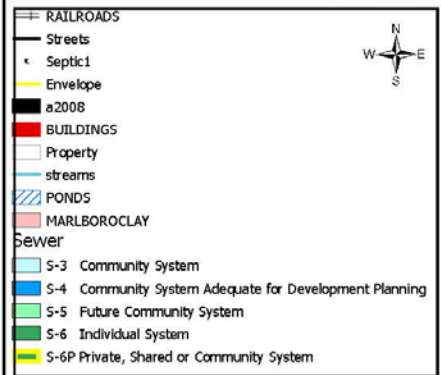 RAILROADS
Streets
Septic1
Envelope
a2008
BUILDINGS
Property
streams
PONDS
MARLBOROCLAY
Sewer
S-3 Community System
S-4 Community System Adequate for Development Planning
S-5 Future Community System
S-6 Individual System
S-6P Private, Shared or Community System
N
W E
S